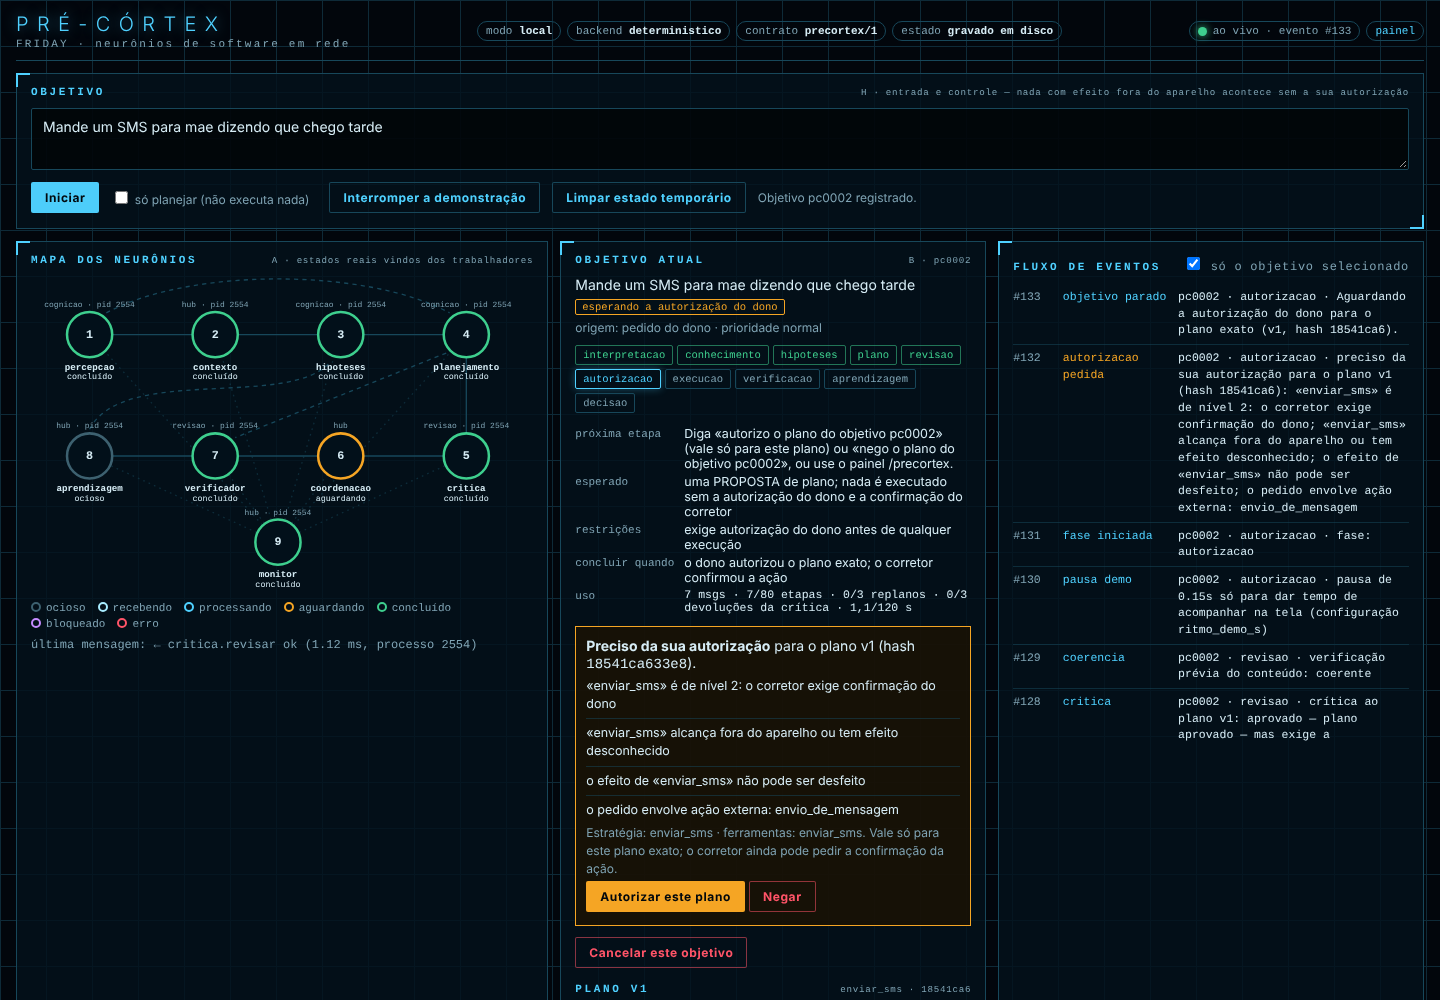 PRÉ-CÓRTEX
FRIDAY · neurônios de software em rede
modo local
backend deterministico
contrato precortex/1
estado gravado em disco
ao vivo · evento #133
painel
OBJETIVO
H · entrada e controle — nada com efeito fora do aparelho acontece sem a sua autorização
Mande um SMS para mae dizendo que chego tarde
Iniciar
só planejar (não executa nada)
Interromper a demonstração
Limpar estado temporário
Objetivo pc0002 registrado.
MAPA DOS NEURÔNIOS
A · estados reais vindos dos trabalhadores
cognicao · pid 2554
hub · pid 2554
cognicao · pid 2554
cognicao · pid 2554
1
2
3
4
percepcao
contexto
hipoteses
planejamento
concluído
concluído
concluído
concluído
hub · pid 2554
revisao · pid 2554
hub
revisao · pid 2554
8
7
6
5
aprendizagem
verificador
coordenacao
critica
ocioso
concluído
aguardando
concluído
hub · pid 2554
9
monitor
concluído
ocioso
recebendo
processando
aguardando
concluído
bloqueado
erro
última mensagem: ← critica.revisar ok (1.12 ms, processo 2554)
OBJETIVO ATUAL
B · pc0002
Mande um SMS para mae dizendo que chego tarde
esperando a autorização do dono
origem: pedido do dono · prioridade normal
interpretacao
conhecimento
hipoteses
plano
revisao
autorizacao
execucao
verificacao
aprendizagem
decisao
próxima etapa
Diga «autorizo o plano do objetivo pc0002»
(vale só para este plano) ou «nego o plano do
objetivo pc0002», ou use o painel /precortex.
esperado
uma PROPOSTA de plano; nada é executado
sem a autorização do dono e a confirmação do
corretor
restrições
exige autorização do dono antes de qualquer
execução
concluir quando
o dono autorizou o plano exato; o corretor
confirmou a ação
uso
7 msgs · 7/80 etapas · 0/3 replanos · 0/3
devoluções da crítica · 1,1/120 s
Preciso da sua autorização para o plano v1 (hash
18541ca633e8).
«enviar_sms» é de nível 2: o corretor exige confirmação do
dono
«enviar_sms» alcança fora do aparelho ou tem efeito
desconhecido
o efeito de «enviar_sms» não pode ser desfeito
o pedido envolve ação externa: envio_de_mensagem
Estratégia: enviar_sms · ferramentas: enviar_sms. Vale só para
este plano exato; o corretor ainda pode pedir a confirmação da
ação.
Autorizar este plano
Negar
Cancelar este objetivo
PLANO V1
enviar_sms · 18541ca6
FLUXO DE EVENTOS
só o objetivo selecionado
#133
objetivo parado
pc0002 · autorizacao · Aguardando
a autorização do dono para o
plano exato (v1, hash 18541ca6).
#132
autorizacao
pedida
pc0002 · autorizacao · preciso da
sua autorização para o plano v1
(hash 18541ca6): «enviar_sms» é
de nível 2: o corretor exige
confirmação do dono; «enviar_sms»
alcança fora do aparelho ou tem
efeito desconhecido; o efeito de
«enviar_sms» não pode ser
desfeito; o pedido envolve ação
externa: envio_de_mensagem
#131
fase iniciada
pc0002 · autorizacao · fase:
autorizacao
#130
pausa demo
pc0002 · autorizacao · pausa de
0.15s só para dar tempo de
acompanhar na tela (configuração
ritmo_demo_s)
#129
coerencia
pc0002 · revisao · verificação
prévia do conteúdo: coerente
#128
critica
pc0002 · revisao · crítica ao
plano v1: aprovado — plano
aprovado — mas exige a